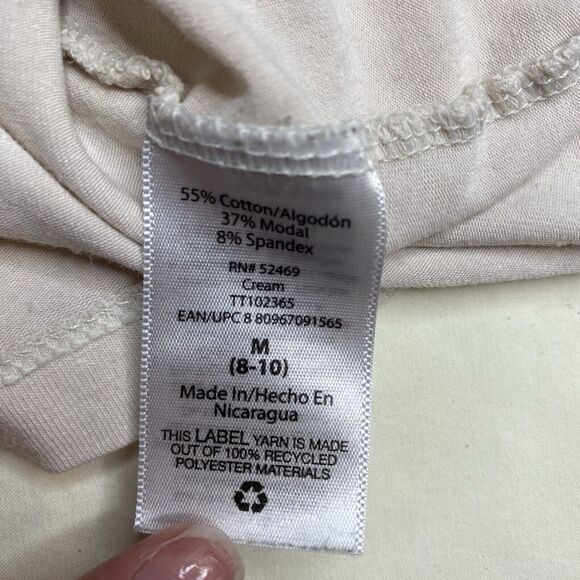 55% Cotton/Algodón
37% Modal
8% Spandex
RN# 52469
Cream
TT102365
EAN/UPC 8 80967091565
M
(8-10)
Made In/Hecho En
Nicaragua
THIS LABEL YARN IS MADE
OUT OF 100% RECYCLED
POLYESTER MATERIALS